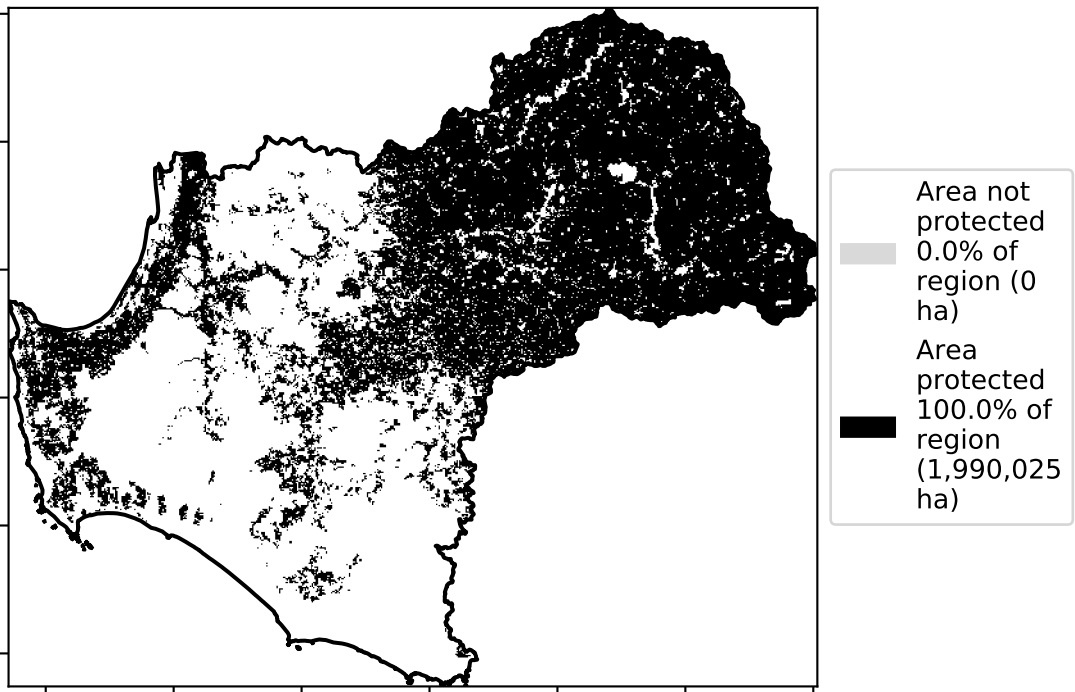 Area not
protected
0.0% of
region (0
ha)
Area
protected
100.0% of
region
(1,990,025
ha)